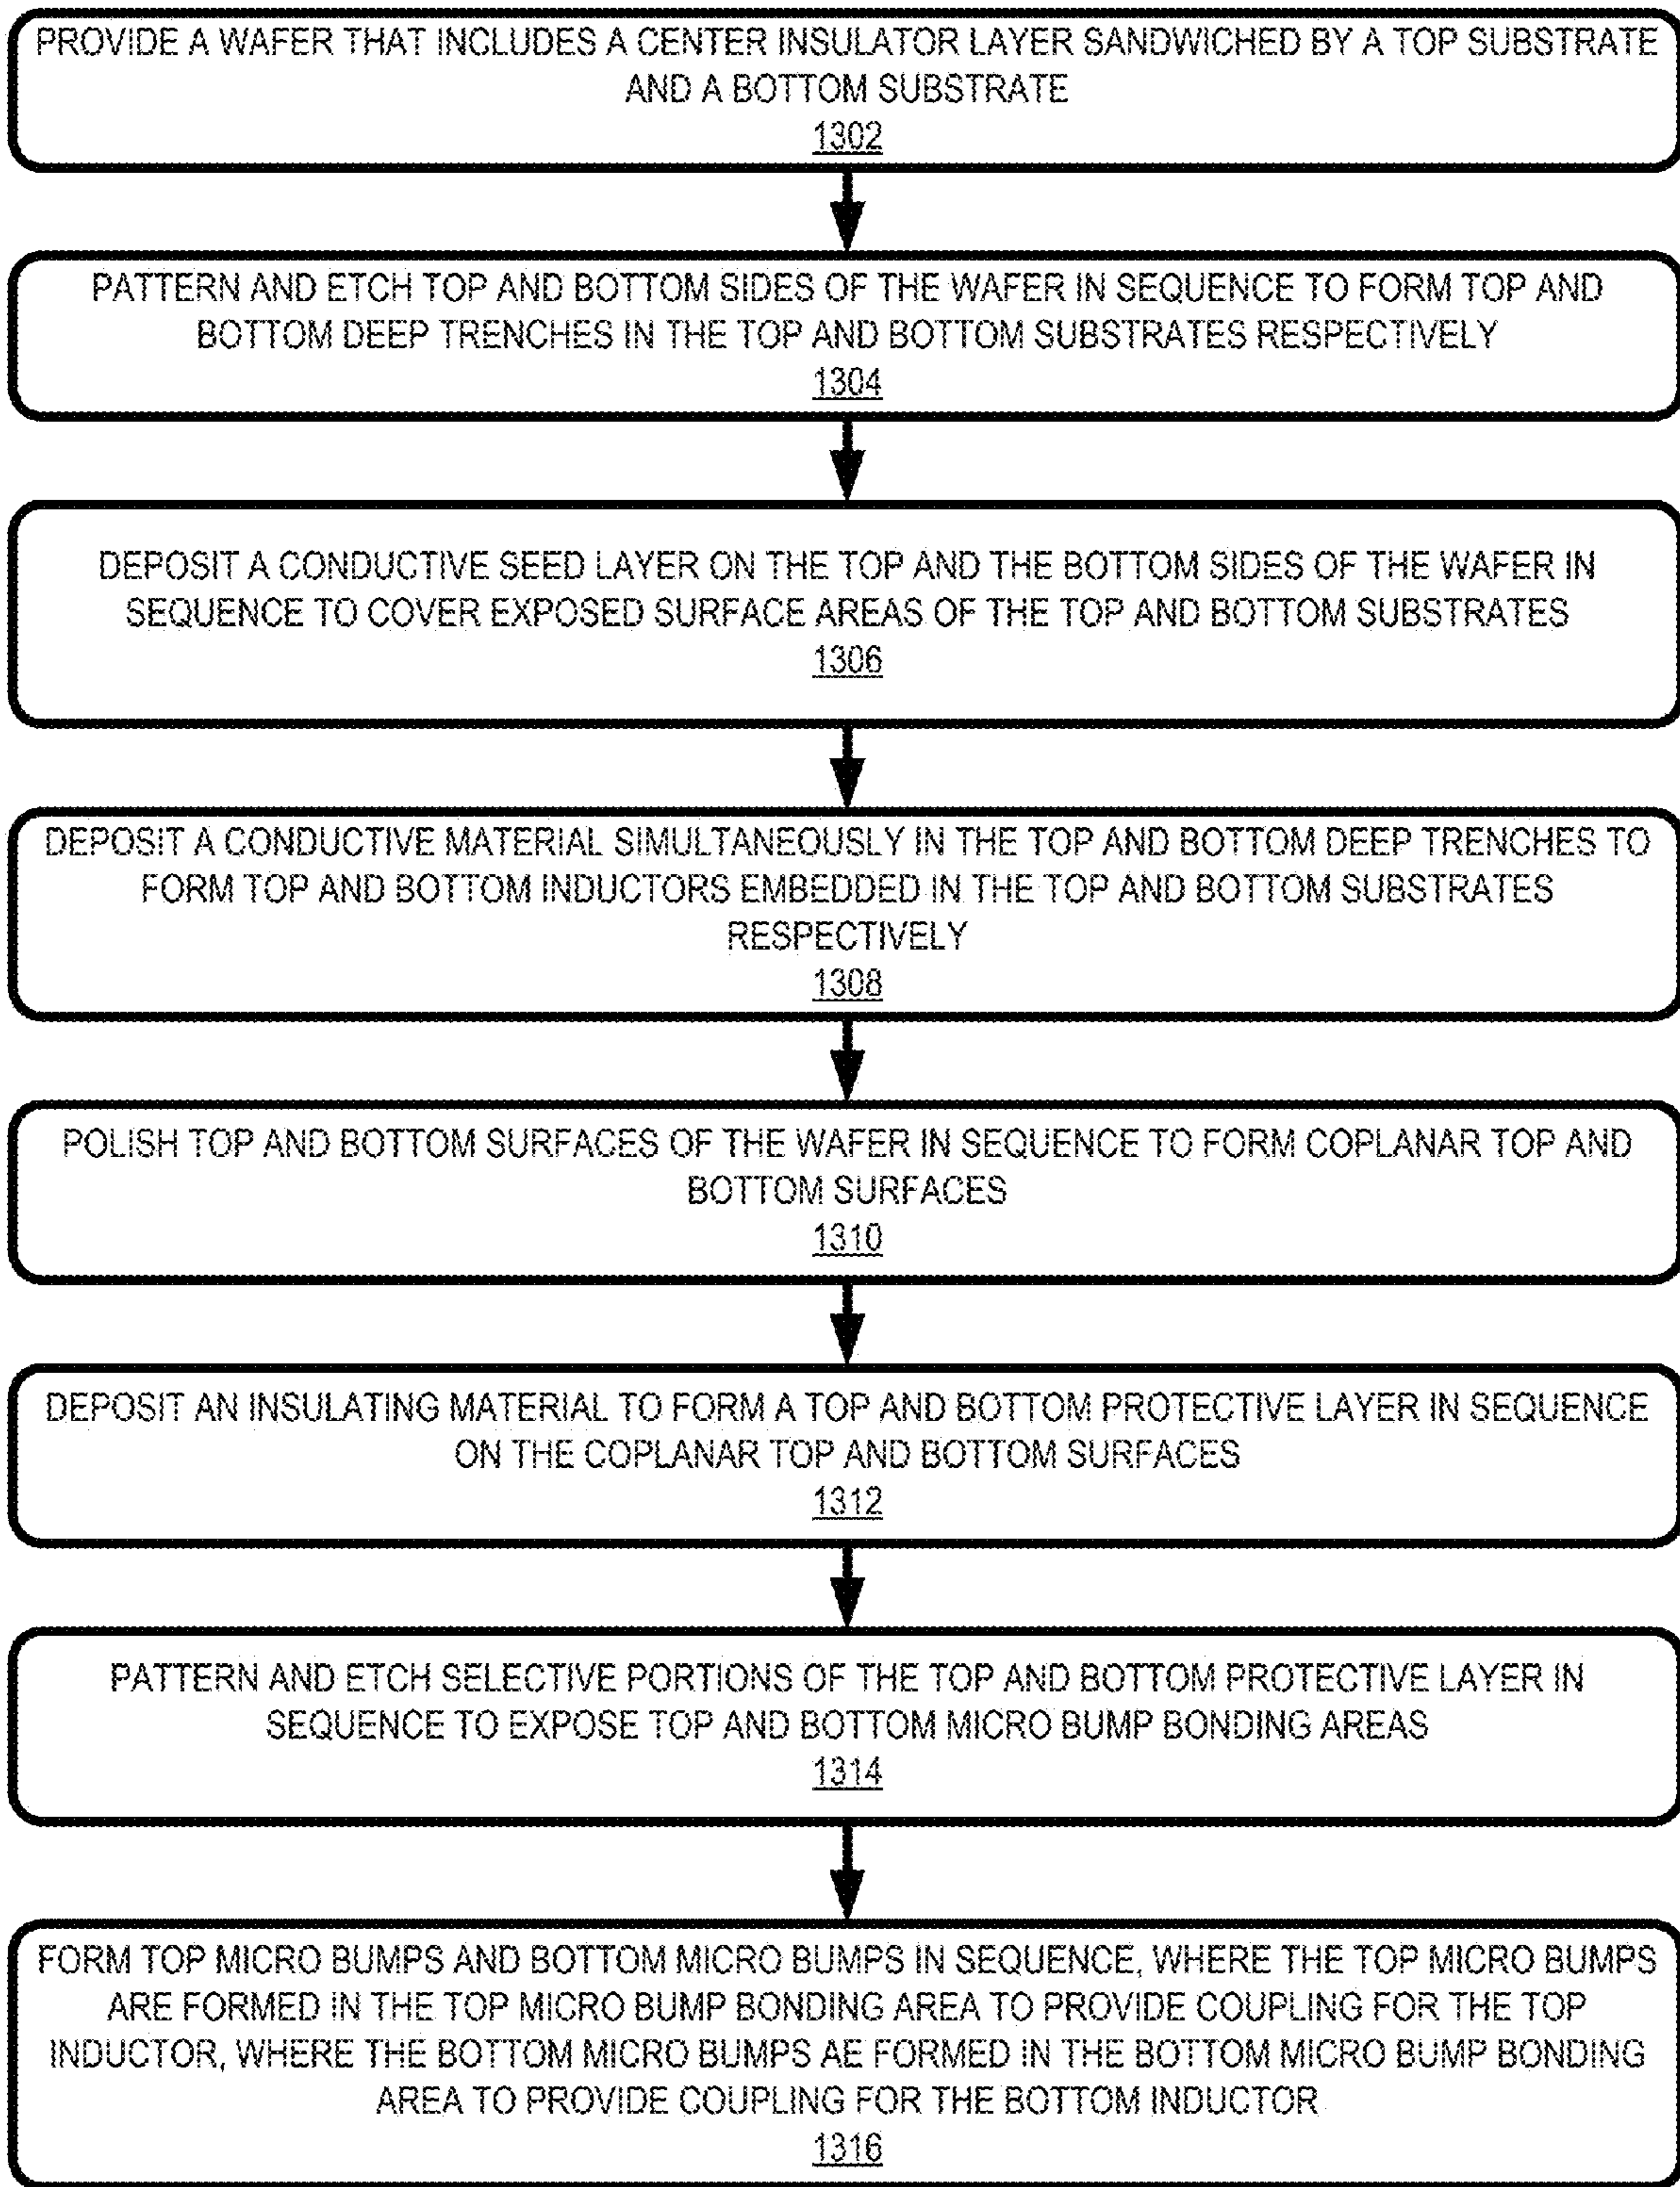 PROVIDE A WAFER THAT INCLUDES A CENTER INSULATOR LAYER SANDWICHED BY A TOP SUBSTRATE
AND A BOTTOM SUBSTRATE
1302
PATTERN AND ETCH TOP AND BOTTOM SIDES OF THE WAFER IN SEQUENCE TO FORM TOP AND
BOTTOM DEEP TRENCHES IN THE TOP AND BOTTOM SUBSTRATES RESPECTIVELY
1304
DEPOSIT A CONDUCTIVE SEED LAYER ON THE TOP AND THE BOTTOM SIDES OF THE WAFER IN
SEQUENCE TO COVER EXPOSED SURFACE AREAS OF THE TOP AND BOTTOM SUBSTRATES
1306
DEPOSIT A CONDUCTIVE MATERIAL SIMULTANEOUSLY IN THE TOP AND BOTTOM DEEP TRENCHES TO
FORM TOP AND BOTTOM INDUCTORS EMBEDDED IN THE TOP AND BOTTOM SUBSTRATES
RESPECTIVELY
1308
POLISH TOP AND BOTTOM SURFACES OF THE WAFER IN SEQUENCE TO FORM COPLANAR TOP AND
BOTTOM SURFACES
1310
DEPOSIT AN INSULATING MATERIAL TO FORM A TOP AND BOTTOM PROTECTIVE LAYER IN SEQUENCE
ON THE COPLANAR TOP AND BOTTOM SURFACES
1312
PATTERN AND ETCH SELECTIVE PORTIONS OF THE TOP AND BOTTOM PROTECTIVE LAYER IN
SEQUENCE TO EXPOSE TOP AND BOTTOM MICRO BUMP BONDING AREAS
1314
FORM TOP MICRO BUMPS AND BOTTOM MICRO BUMPS IN SEQUENCE, WHERE THE TOP MICRO BUMPS
ARE FORMED IN THE TOP MICRO BUMP BONDING AREA TO PROVIDE COUPLING FOR THE TOP
INDUCTOR, WHERE THE BOTTOM MICRO BUMPS AE FORMED IN THE BOTTOM MICRO BUMP BONDING
AREA TO PROVIDE COUPLING FOR THE BOTTOM INDUCTOR
1316